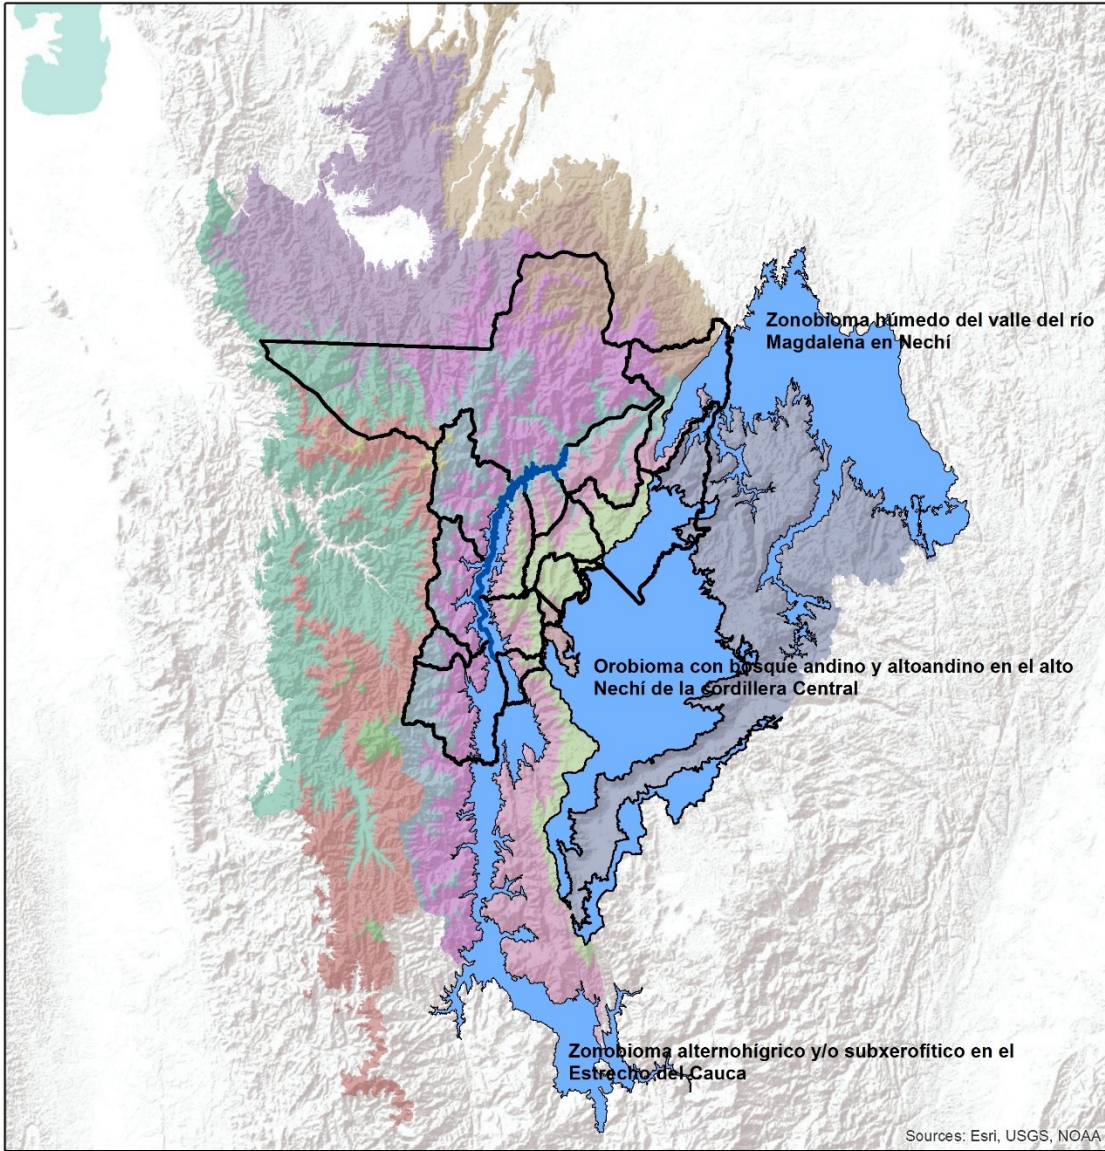 Zonobioma húmedo del valle del río
Magdalena en Nechí
Orobioma con bosque andino y altoandino en el alto
Nechí de la cordillera Central
Zonobioma alternohígrico y/o subxerofítico en el
Estrecho del Cauca
Sources: Esri, USGS, NOAA